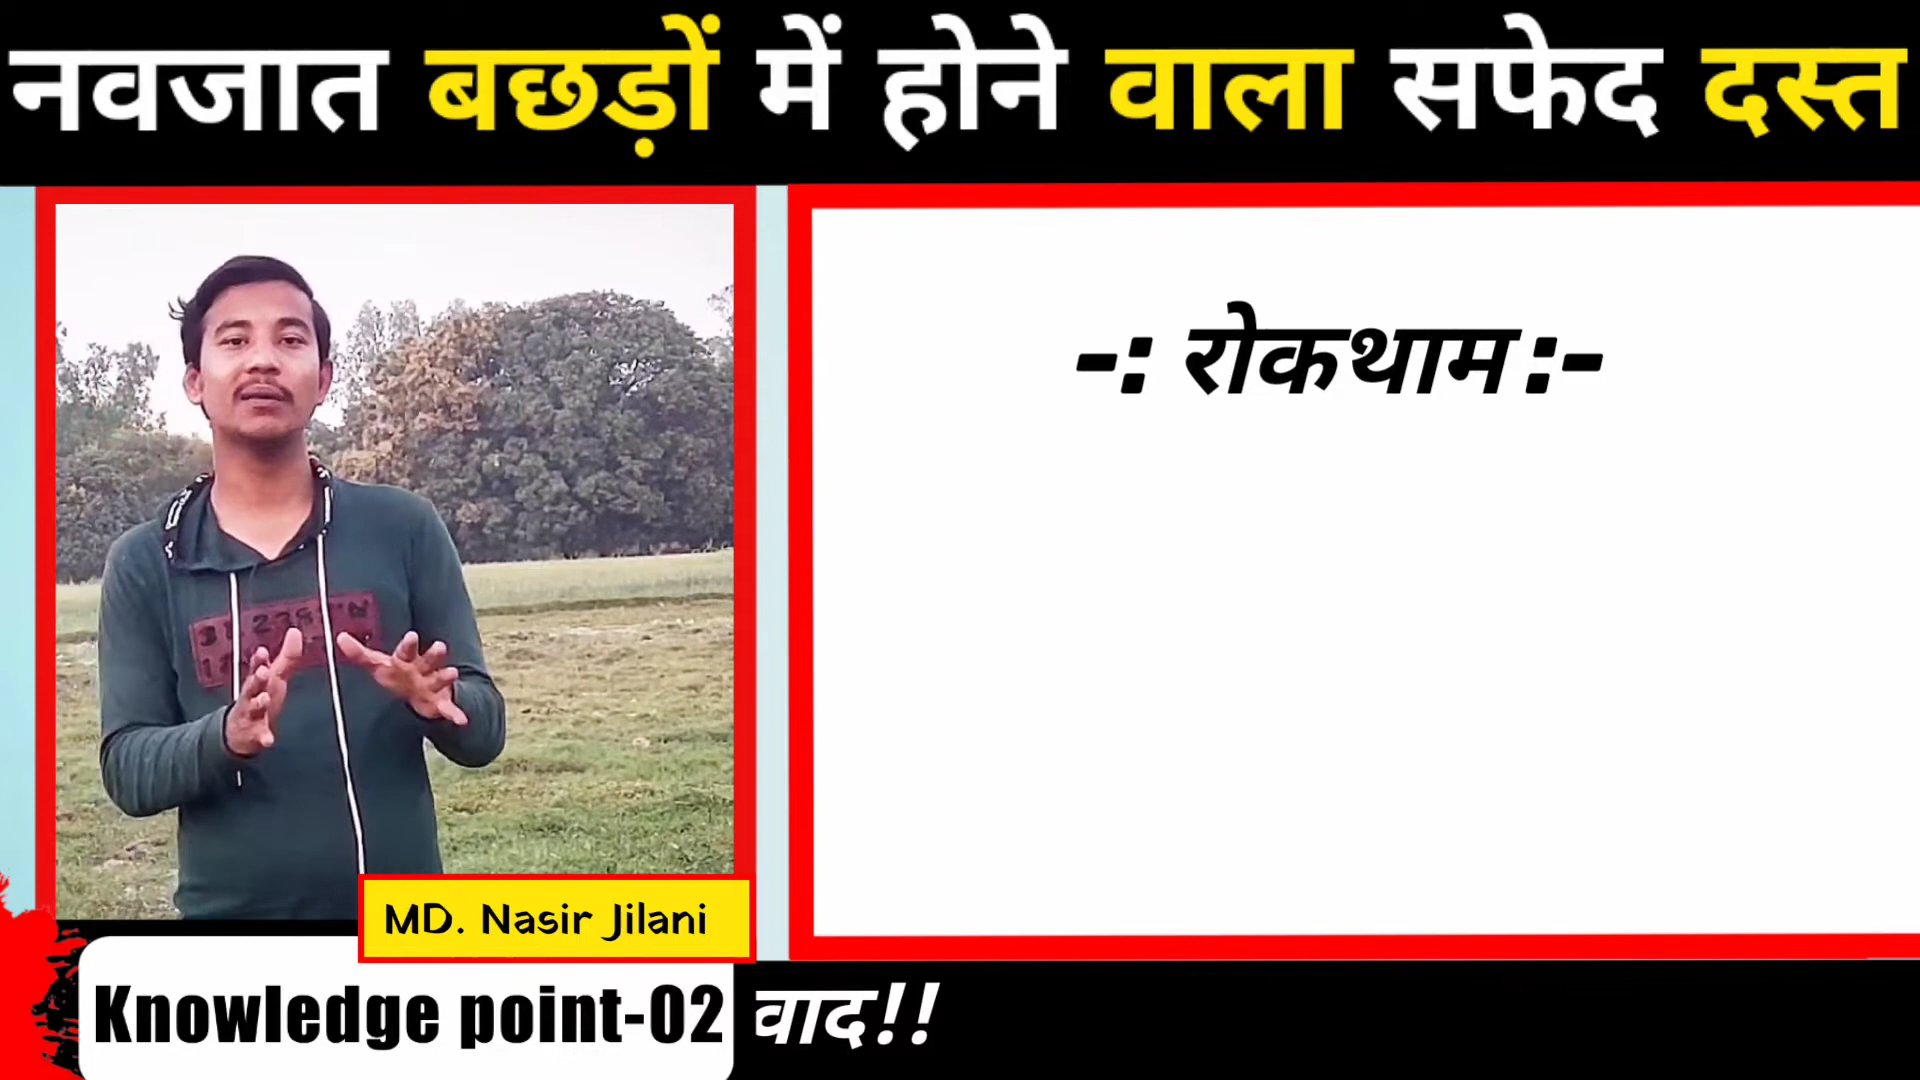 नवजात बछड़ों में होने वाला सफेद दस्त
-: रोकथाम :-
MD. Nasir Jilani
Knowledge point-02
वाद!!